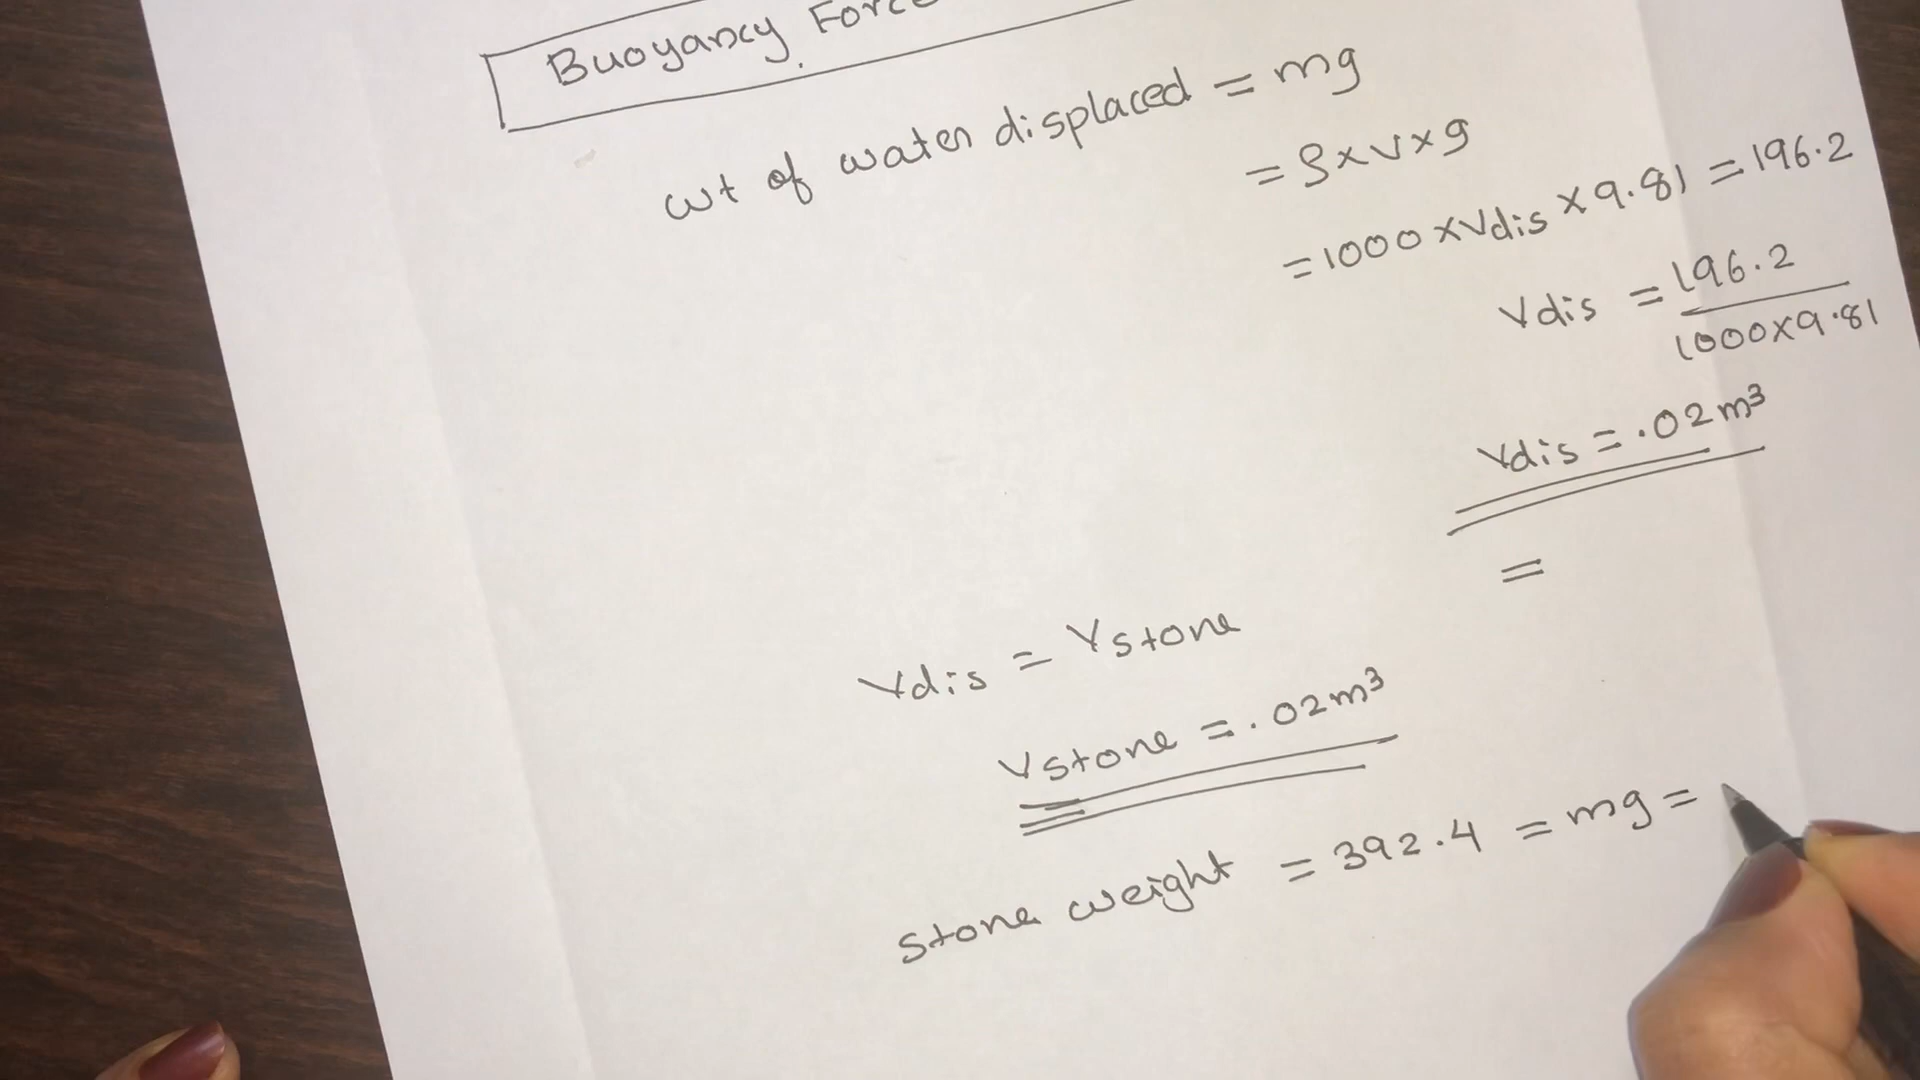 Buoyancy Force
wt of water displaced = mg
= ρ×v×g
= 1000 × Vdis × 9.81 = 196.2
Vdis = 196.2
1000×9.81
Vdis = .02 m³
=
Vdis = Vstone
Vstone = .02 m³
Stone weight = 392.4 = mg =